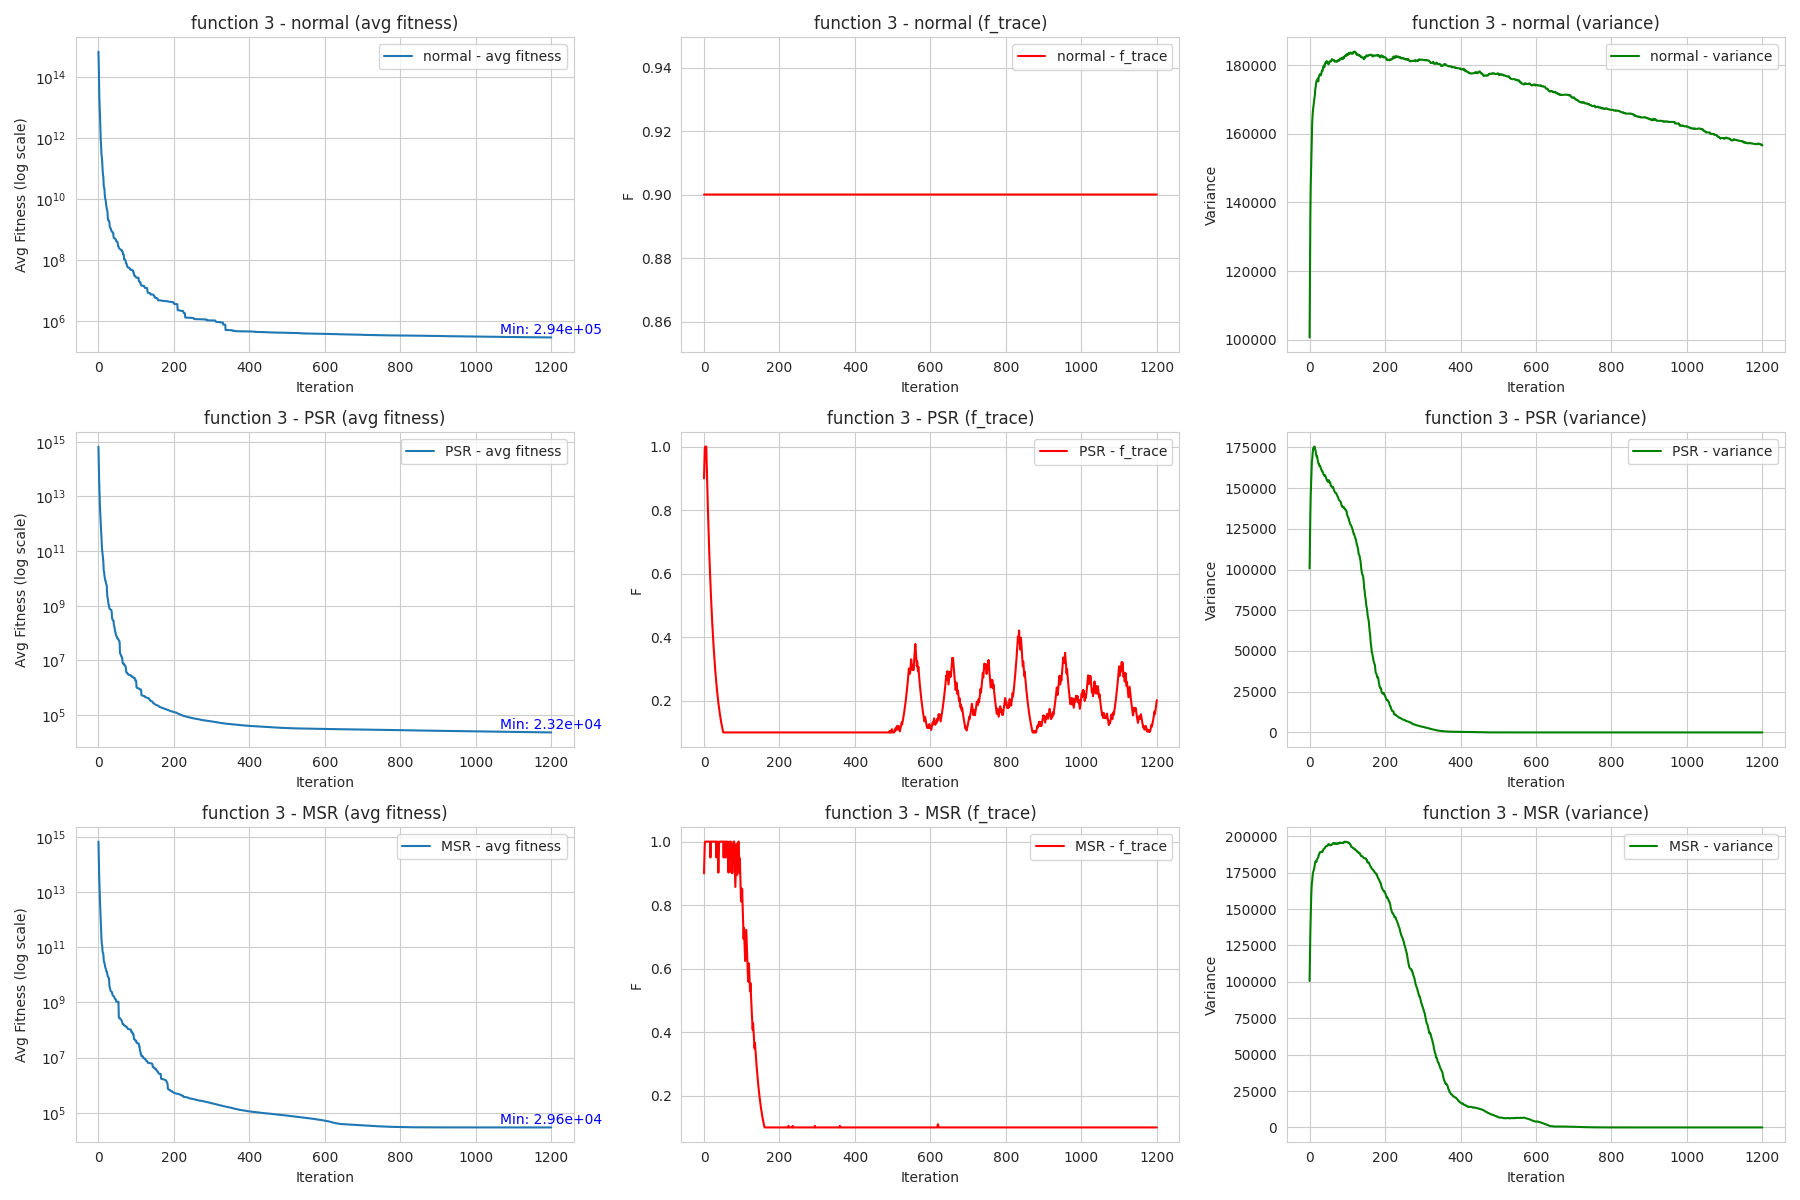 function 3 - normal (avg fitness)
normal - avg fitness
Avg Fitness (log scale)
10^14
10^12
10^10
10^8
10^6
Min: 2.94e+05
0 200 400 600 800 1000 1200
Iteration
function 3 - normal (f_trace)
normal - f_trace
F
0.94
0.92
0.90
0.88
0.86
0 200 400 600 800 1000 1200
Iteration
function 3 - normal (variance)
normal - variance
Variance
180000
160000
140000
120000
100000
0 200 400 600 800 1000 1200
Iteration
function 3 - PSR (avg fitness)
PSR - avg fitness
Avg Fitness (log scale)
10^15
10^13
10^11
10^9
10^7
10^5
Min: 2.32e+04
0 200 400 600 800 1000 1200
Iteration
function 3 - PSR (f_trace)
PSR - f_trace
F
1.0
0.8
0.6
0.4
0.2
0 200 400 600 800 1000 1200
Iteration
function 3 - PSR (variance)
PSR - variance
Variance
175000
150000
125000
100000
75000
50000
25000
0
0 200 400 600 800 1000 1200
Iteration
function 3 - MSR (avg fitness)
MSR - avg fitness
Avg Fitness (log scale)
10^15
10^13
10^11
10^9
10^7
10^5
Min: 2.96e+04
0 200 400 600 800 1000 1200
Iteration
function 3 - MSR (f_trace)
MSR - f_trace
F
1.0
0.8
0.6
0.4
0.2
0 200 400 600 800 1000 1200
Iteration
function 3 - MSR (variance)
MSR - variance
Variance
200000
175000
150000
125000
100000
75000
50000
25000
0
0 200 400 600 800 1000 1200
Iteration